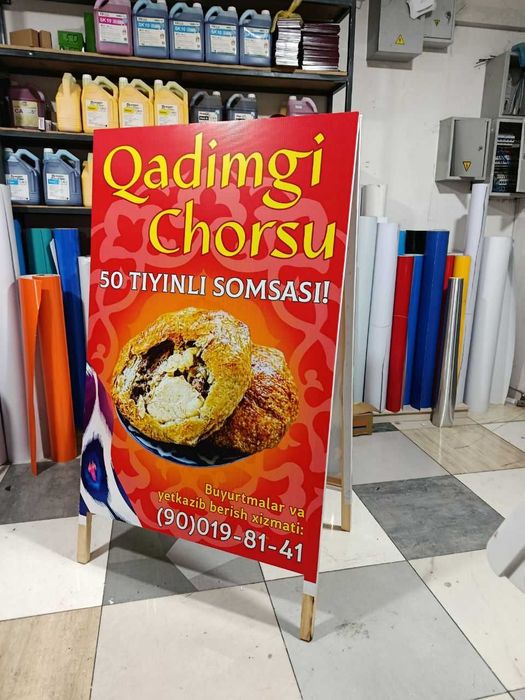 Qadimgi
Chorsu
50 TIYINLI SOMSASI!
Buyurtmalar va
yetkazib berish xizmati:
(90)019-81-41